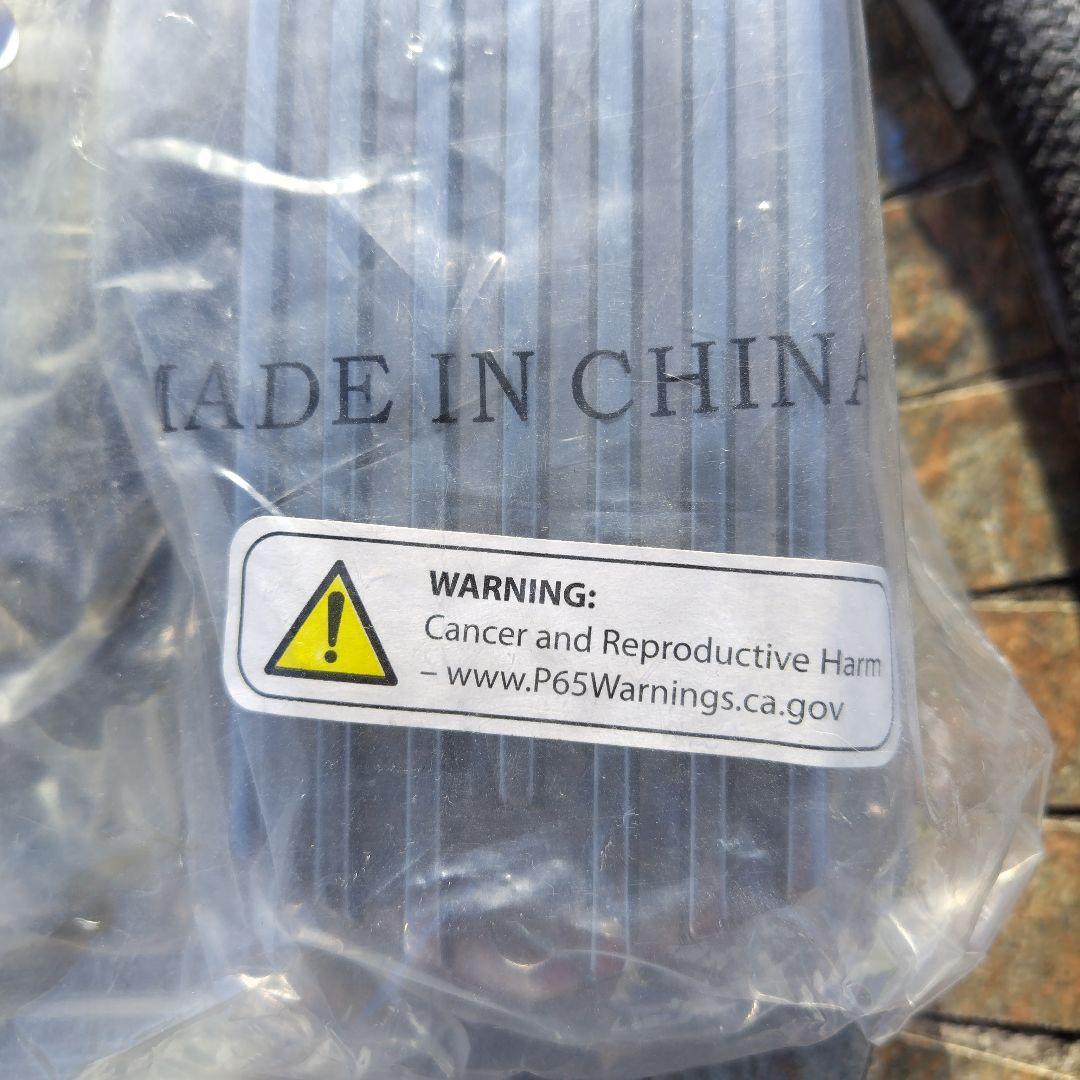 MADE IN CHINA
WARNING:
Cancer and Reproductive Harm
– www.P65Warnings.ca.gov